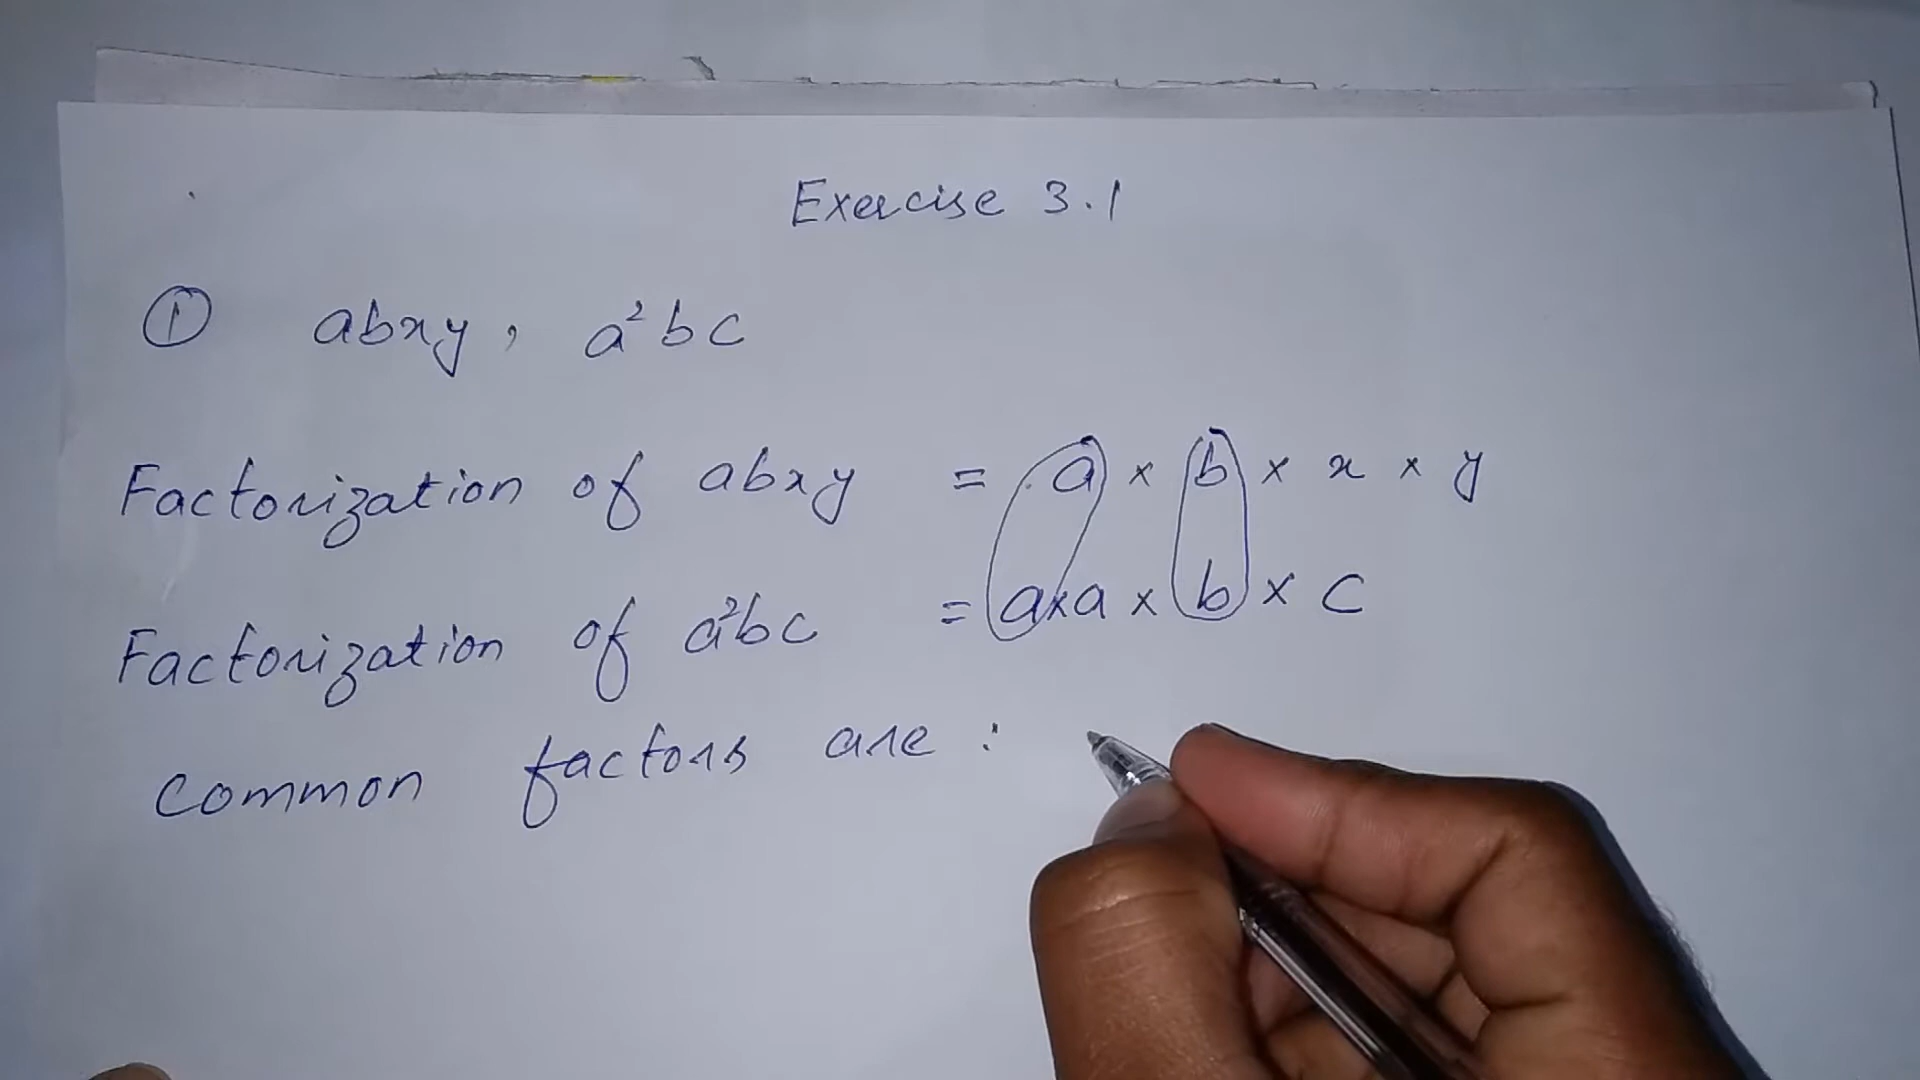 Exercise 3.1
① abxy, a²bc
Factorization of abxy = a × b × x × y
Factorization of a²bc = a×a × b × c
Common factors are :